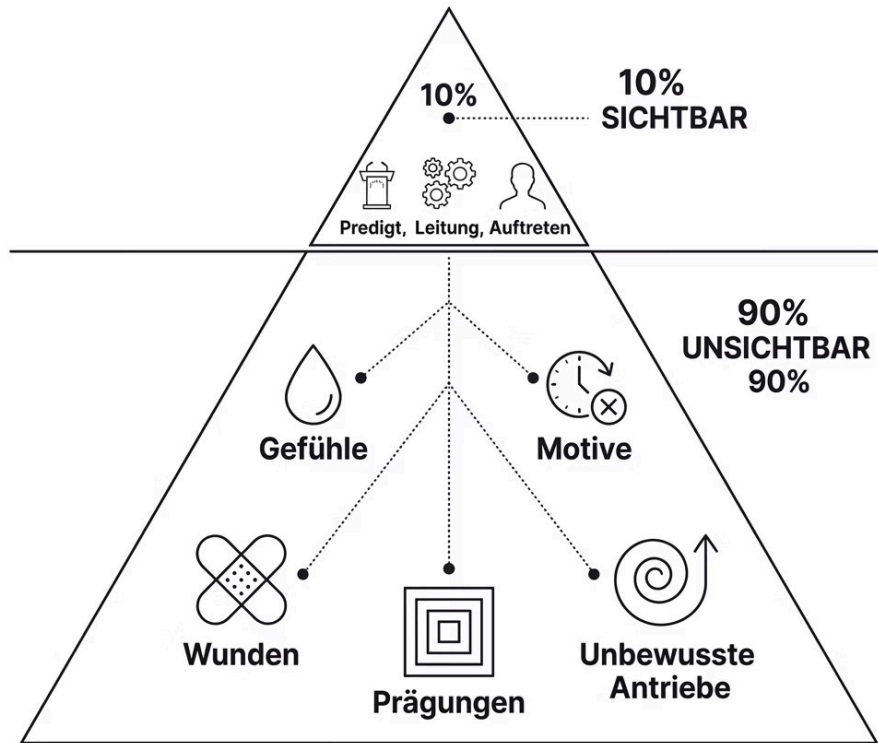 10%
10%
SICHTBAR
Predigt, Leitung, Auftreten
90%
UNSICHTBAR
90%
Gefühle
Motive
Wunden
Prägungen
Unbewusste
Antriebe